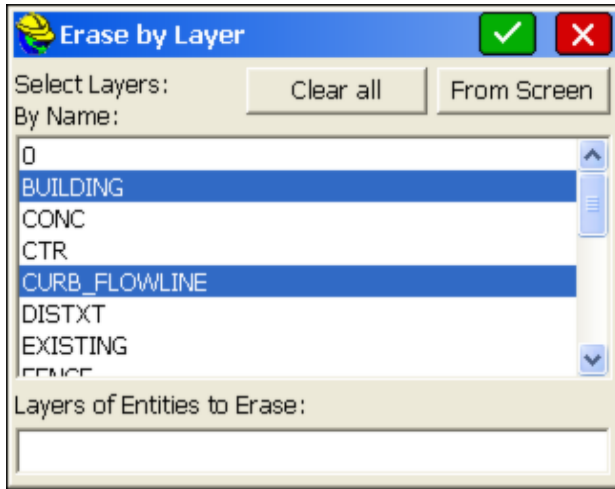 Erase by Layer
Select Layers:
Clear all
From Screen
By Name:
0
BUILDING
CONC
CTR
CURB_FLOWLINE
DISTXT
EXISTING
FENCE
Layers of Entities to Erase: